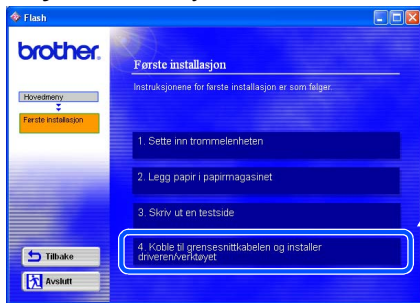 Flash
brother.
Første installasjon
Instruksjonene for første installasjon er som følger.
Hovedmeny
Første installasjon
1. Sette inn trommelenheten
2. Legg papir i papirmagasinet
3. Skriv ut en testside
4. Koble til grensesnittkabelen og installer
driveren/verktøyet
Tilbake
Avslutt